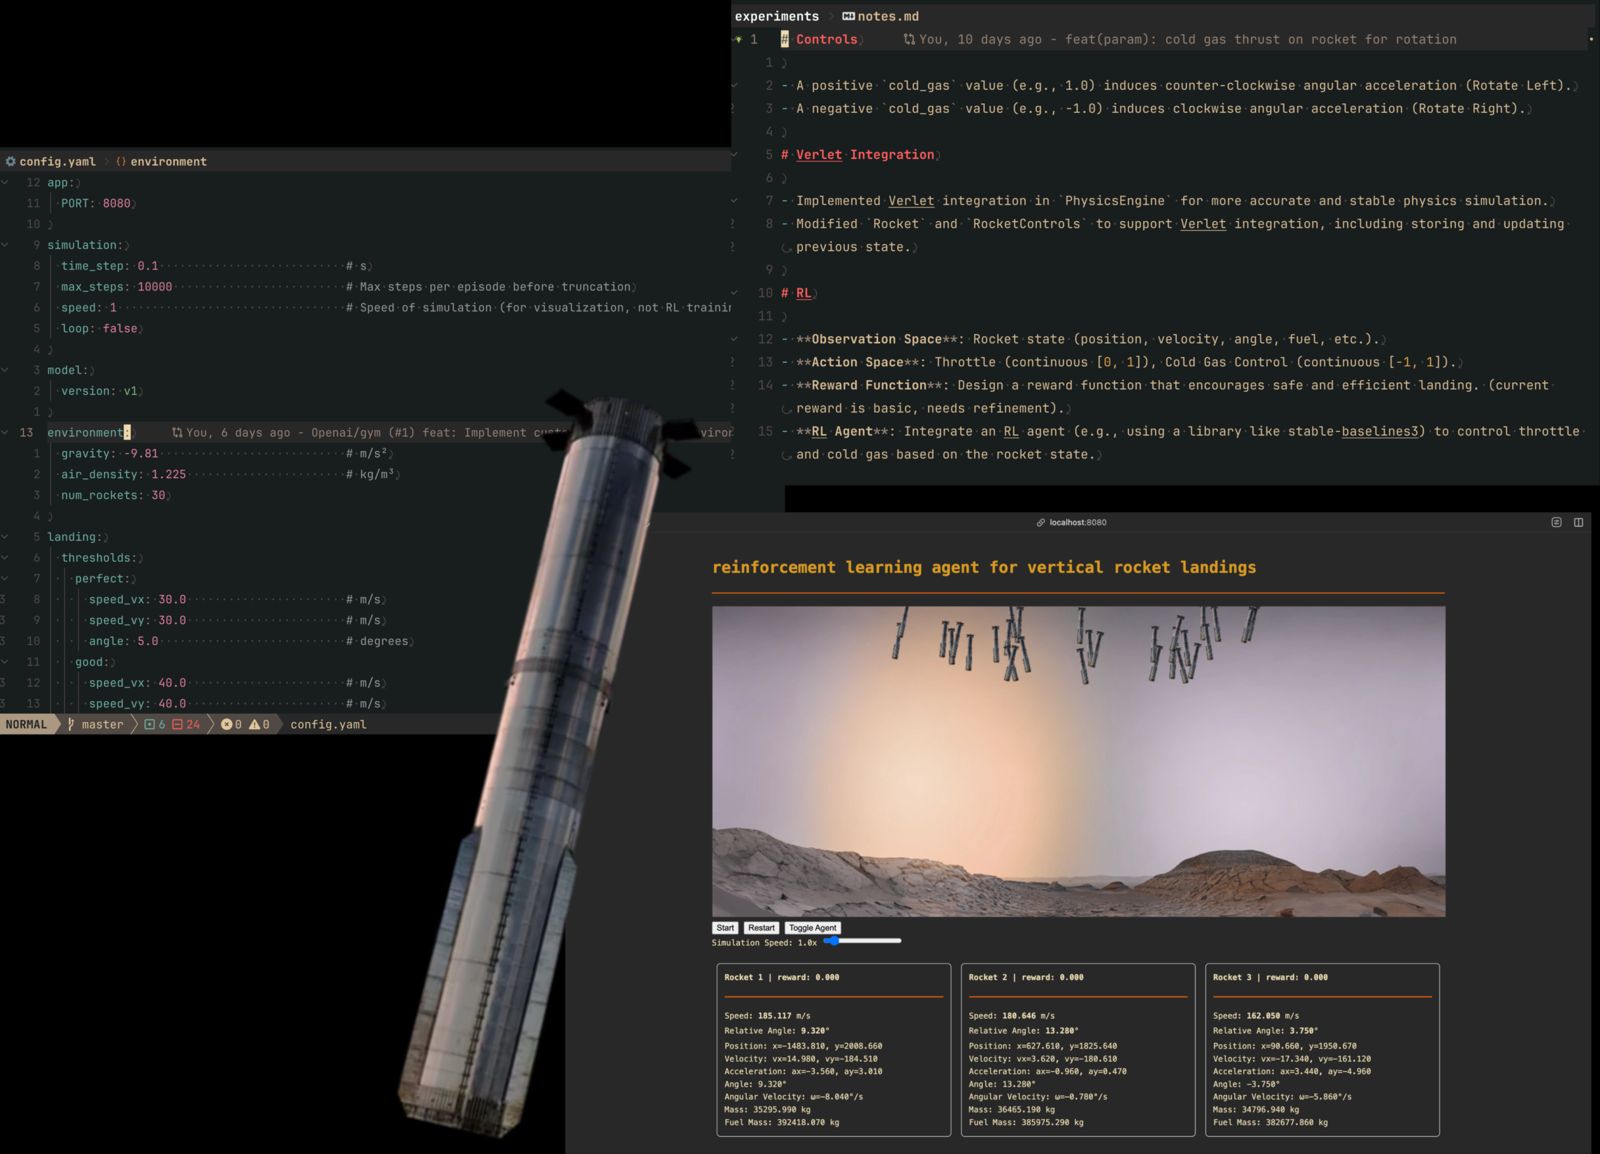 experiments > notes.md
1 # Controls You, 10 days ago - feat(param): cold gas thrust on rocket for rotation
1
2 - A positive `cold_gas` value (e.g., 1.0) induces counter-clockwise angular acceleration (Rotate Left).
3 - A negative `cold_gas` value (e.g., -1.0) induces clockwise angular acceleration (Rotate Right).
4
5 # Verlet Integration
6
7 - Implemented Verlet integration in `PhysicsEngine` for more accurate and stable physics simulation.
8 - Modified `Rocket` and `RocketControls` to support Verlet integration, including storing and updating
previous state.
9
10 # RL
11
12 - **Observation Space**: Rocket state (position, velocity, angle, fuel, etc.).
13 - **Action Space**: Throttle (continuous [0, 1]), Cold Gas Control (continuous [-1, 1]).
14 - **Reward Function**: Design a reward function that encourages safe and efficient landing. (current
reward is basic, needs refinement).
15 - **RL Agent**: Integrate an RL agent (e.g., using a library like stable-baselines3) to control throttle
and cold gas based on the rocket state.
config.yaml > {} environment
12 app:
11 PORT: 8080
10
9 simulation:
8 time_step: 0.1 # s
7 max_steps: 10000 # Max steps per episode before truncation
6 speed: 1 # Speed of simulation (for visualization, not RL
5 loop: false
4
3 model:
2 version: v1
1
13 environment: You, 6 days ago - Openai/gym (#1) feat: Implement
1 gravity: -9.81 # m/s²
2 air_density: 1.225 # kg/m³
3 num_rockets: 30
4
5 landing:
6 thresholds:
7 perfect:
8 speed_vx: 30.0 # m/s
9 speed_vy: 30.0 # m/s
10 angle: 5.0 # degrees
11 good:
12 speed_vx: 40.0 # m/s
13 speed_vy: 40.0 # m/s
NORMAL master 6 24 0 0 config.yaml
localhost:8080
reinforcement learning agent for vertical rocket landings
Start Restart Toggle Agent
Simulation Speed: 1.0x
Rocket 1 | reward: 0.000
Speed: 185.117 m/s
Relative Angle: 9.320°
Position: x=-1483.810, y=2008.660
Velocity: vx=14.980, vy=-184.510
Acceleration: ax=-3.560, ay=3.010
Angle: 9.320°
Angular Velocity: ω=-8.040°/s
Mass: 35295.990 kg
Fuel Mass: 392418.070 kg
Rocket 2 | reward: 0.000
Speed: 180.646 m/s
Relative Angle: 13.280°
Position: x=627.610, y=1825.640
Velocity: vx=3.620, vy=-180.610
Acceleration: ax=-0.960, ay=0.470
Angle: 13.280°
Angular Velocity: ω=-0.780°/s
Mass: 36465.190 kg
Fuel Mass: 385975.290 kg
Rocket 3 | reward: 0.000
Speed: 162.050 m/s
Relative Angle: 3.750°
Position: x=90.660, y=1950.670
Velocity: vx=-17.340, vy=-161.120
Acceleration: ax=3.440, ay=-4.960
Angle: -3.750°
Angular Velocity: ω=-5.860°/s
Mass: 34796.940 kg
Fuel Mass: 382677.860 kg